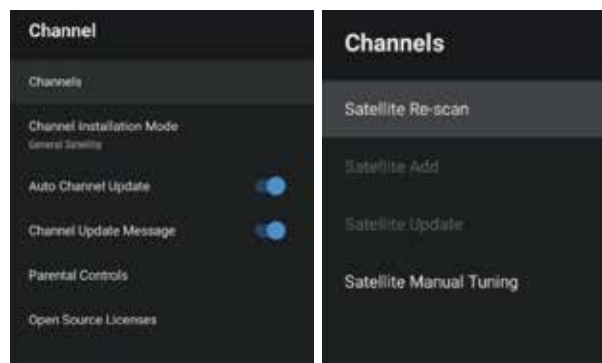 Channel
Channels
Channel Installation Mode
General Satellite
Auto Channel Update
Channel Update Message
Parental Controls
Open Source Licenses
Channels
Satellite Re-scan
Satellite Add
Satellite Update
Satellite Manual Tuning